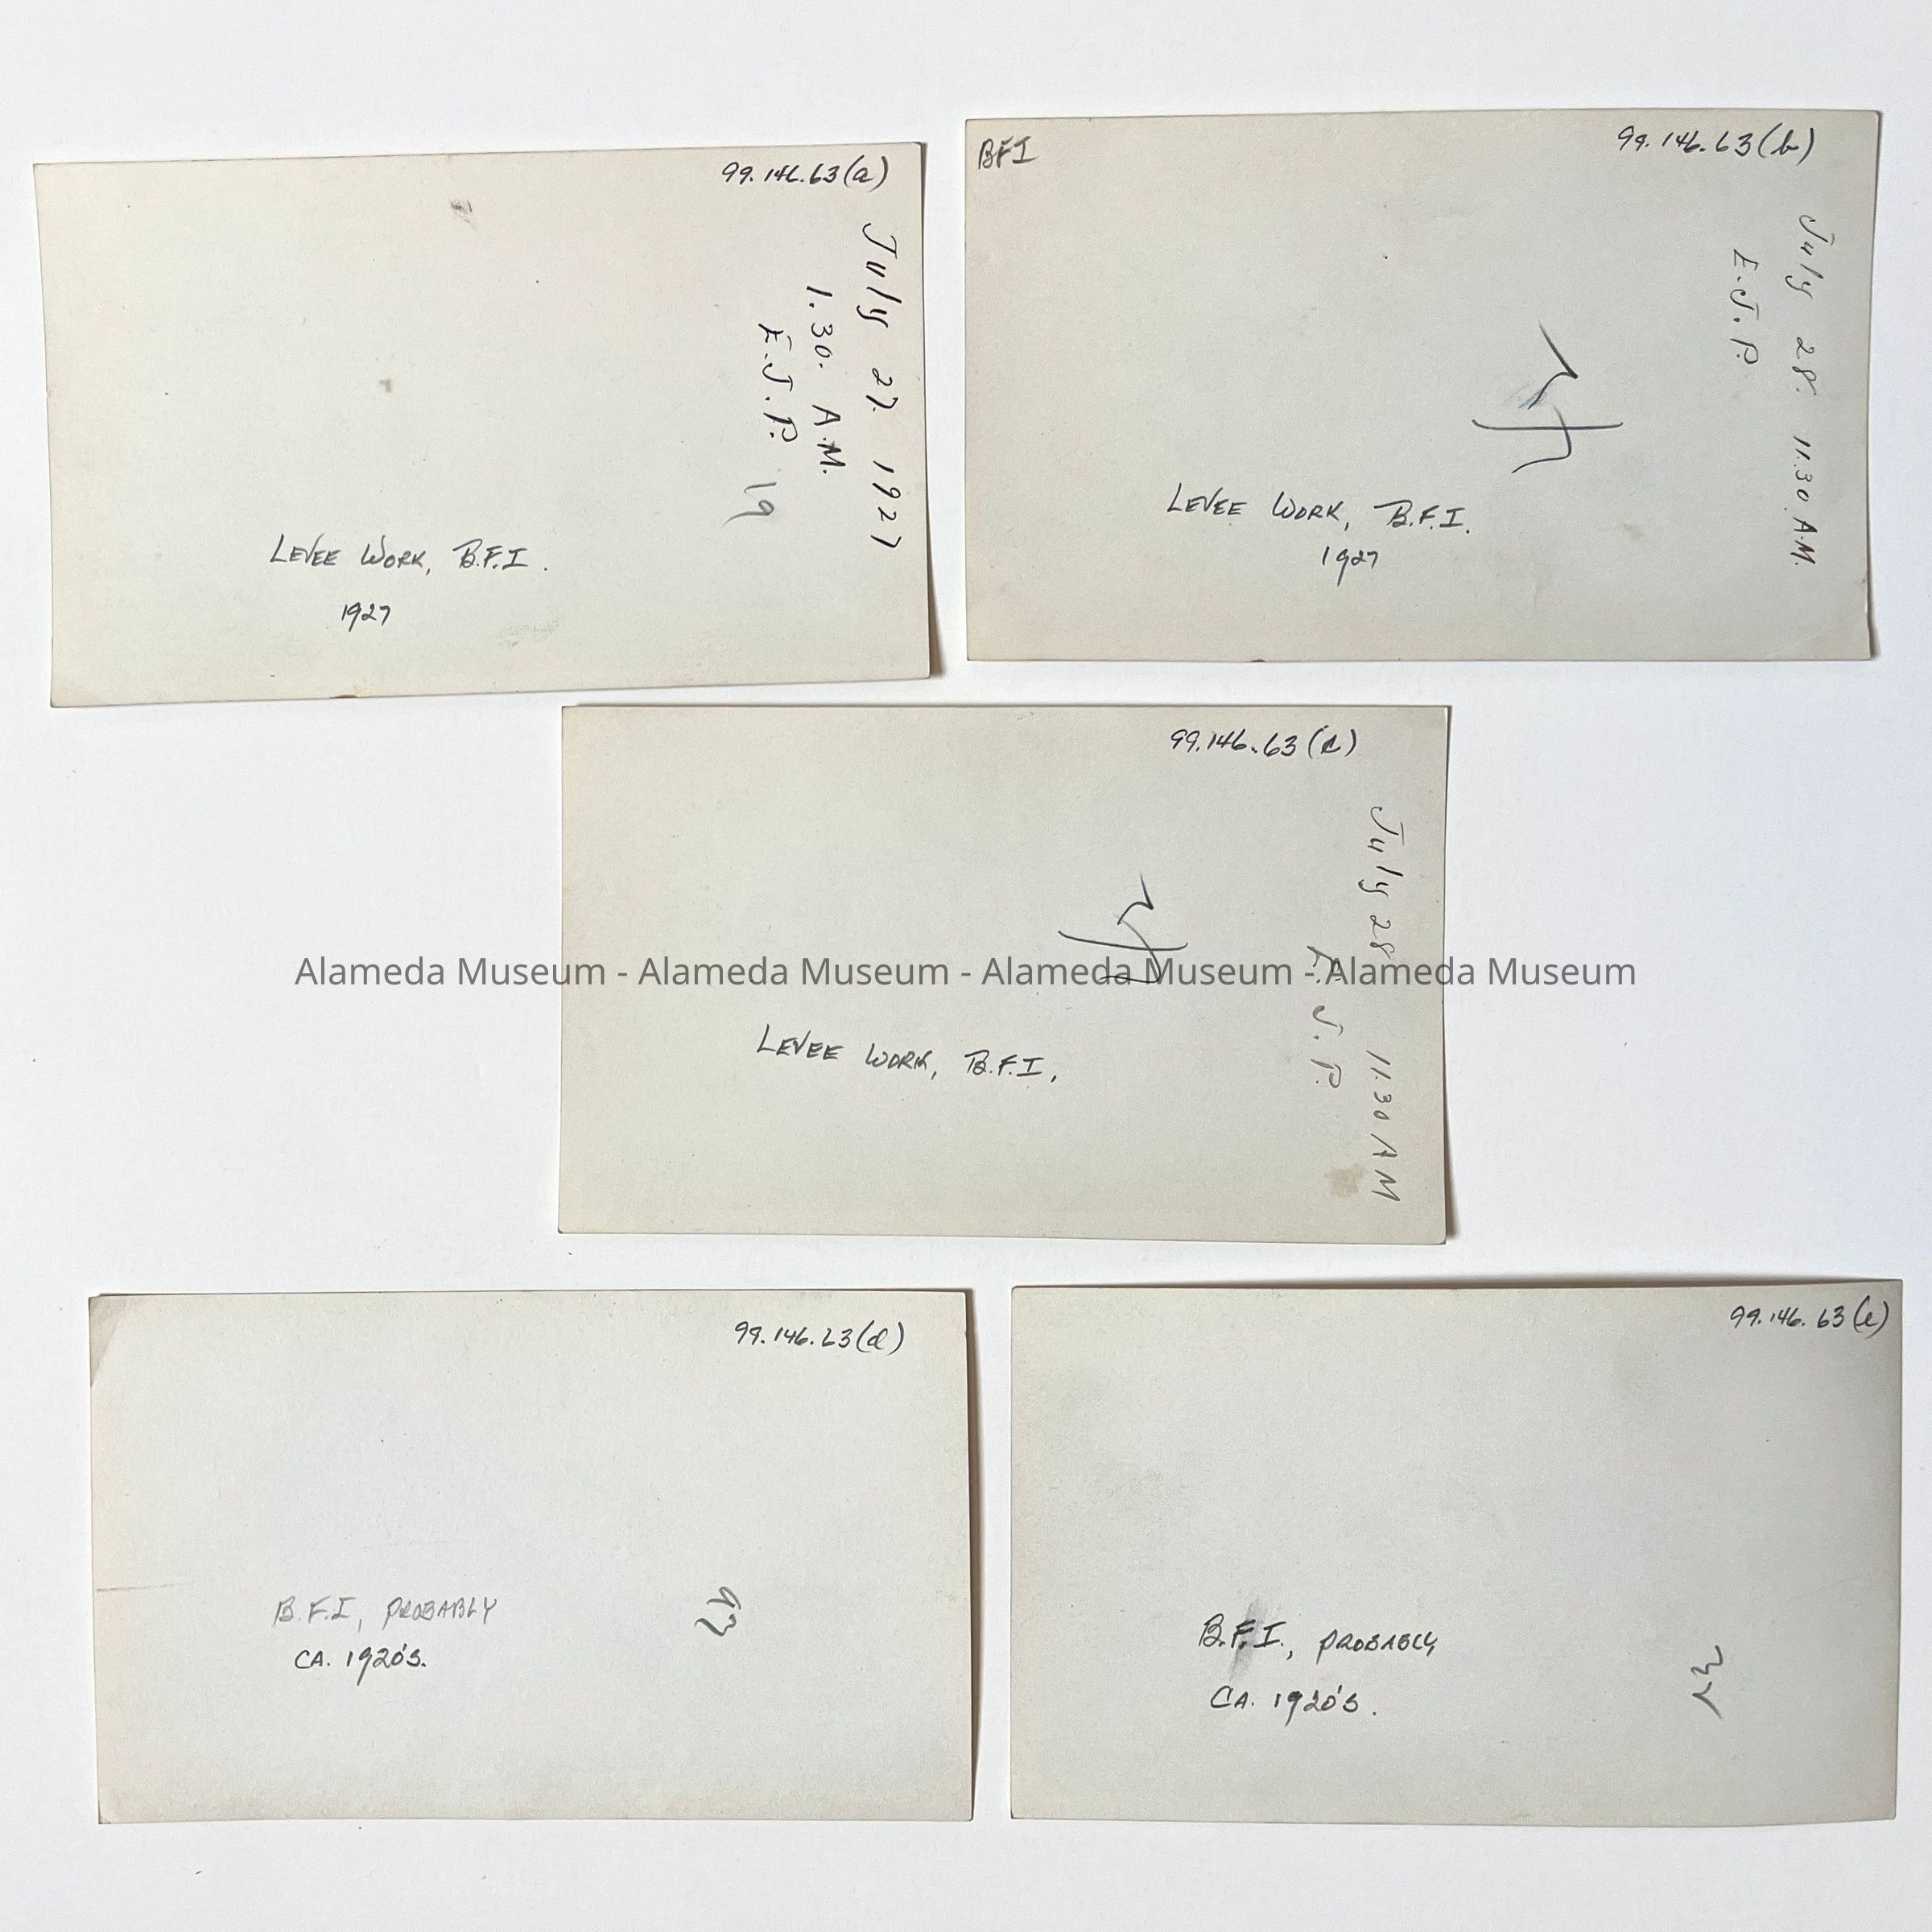 99.146.63(a)
July 27. 1927
1.30. A.M.
E.J.P.
19
LEVEE WORK, B.F.I.
1927
BFI
99.146.63(b)
July 28. 11.30 A.M.
E.J.P.
LEVEE WORK, B.F.I.
1927
99.146.63(c)
July 28 11.30 AM
E.J.P.
LEVEE WORK, B.F.I.
Alameda Museum - Alameda Museum - Alameda Museum - Alameda Museum
99.146.63(d)
B.F.I, PROBABLY
CA. 1920'S.
99.146.63(e)
B.F.I., PROBABLY
CA. 1920'S.